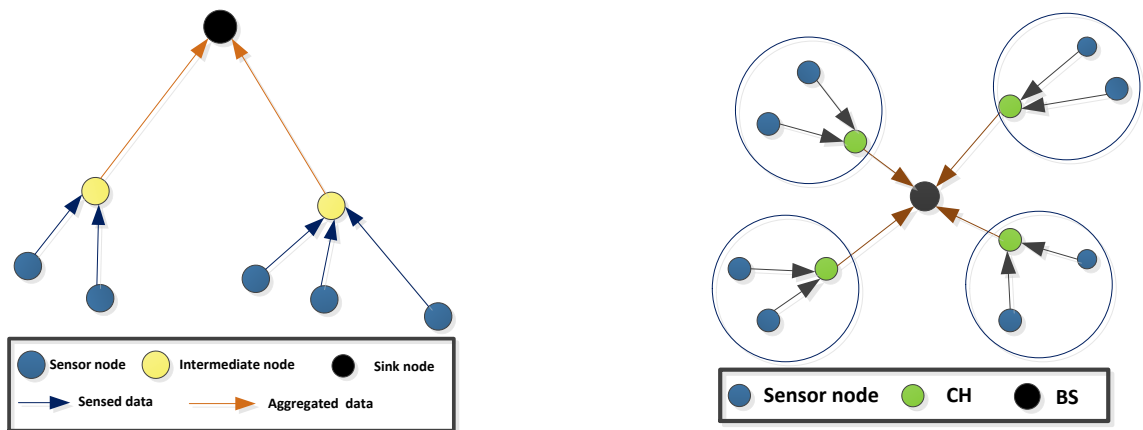 Sensor node Intermediate node Sink node
Sensed data Aggregated data
Sensor node CH BS